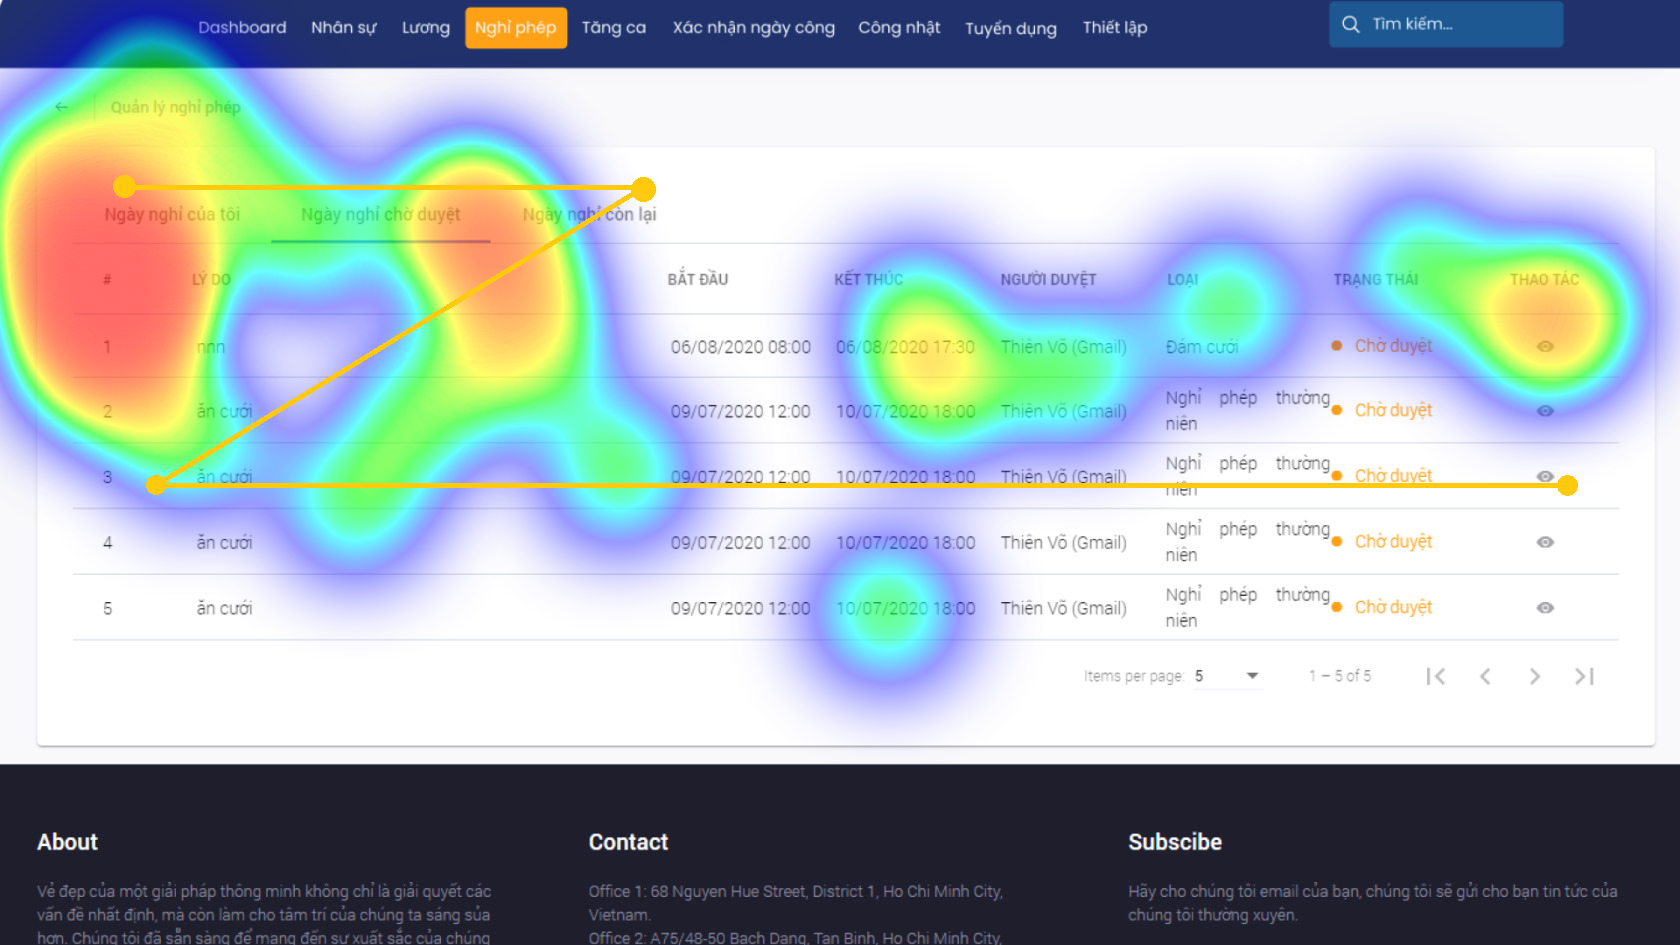 Dashboard Nhân sự Lương Nghỉ phép Tăng ca Xác nhận ngày công Công nhật Tuyển dụng Thiết lập Tìm kiếm...
Quản lý nghỉ phép
Ngày nghỉ của tôi Ngày nghỉ chờ duyệt Ngày nghỉ còn lại
# LÝ DO BẮT ĐẦU KẾT THÚC NGƯỜI DUYỆT LOẠI TRẠNG THÁI THAO TÁC
1 nnn 06/08/2020 08:00 06/08/2020 17:30 Thiên Võ (Gmail) Đám cưới Chờ duyệt
2 ăn cưới 09/07/2020 12:00 10/07/2020 18:00 Thiên Võ (Gmail) Nghỉ phép thường niên Chờ duyệt
3 ăn cưới 09/07/2020 12:00 10/07/2020 18:00 Thiên Võ (Gmail) Nghỉ phép thường niên Chờ duyệt
4 ăn cưới 09/07/2020 12:00 10/07/2020 18:00 Thiên Võ (Gmail) Nghỉ phép thường niên Chờ duyệt
5 ăn cưới 09/07/2020 12:00 10/07/2020 18:00 Thiên Võ (Gmail) Nghỉ phép thường niên Chờ duyệt
Items per page: 5 1 – 5 of 5
About
Vẻ đẹp của một giải pháp thông minh không chỉ là giải quyết các
vấn đề nhất định, mà còn làm cho tâm trí của chúng ta sáng sủa
hơn. Chúng tôi đã sẵn sàng để mang đến sự xuất sắc của chúng
Contact
Office 1: 68 Nguyen Hue Street, District 1, Ho Chi Minh City,
Vietnam.
Office 2: A75/48-50 Bach Dang, Tan Binh, Ho Chi Minh City,
Subscibe
Hãy cho chúng tôi email của bạn, chúng tôi sẽ gửi cho bạn tin tức của
chúng tôi thường xuyên.